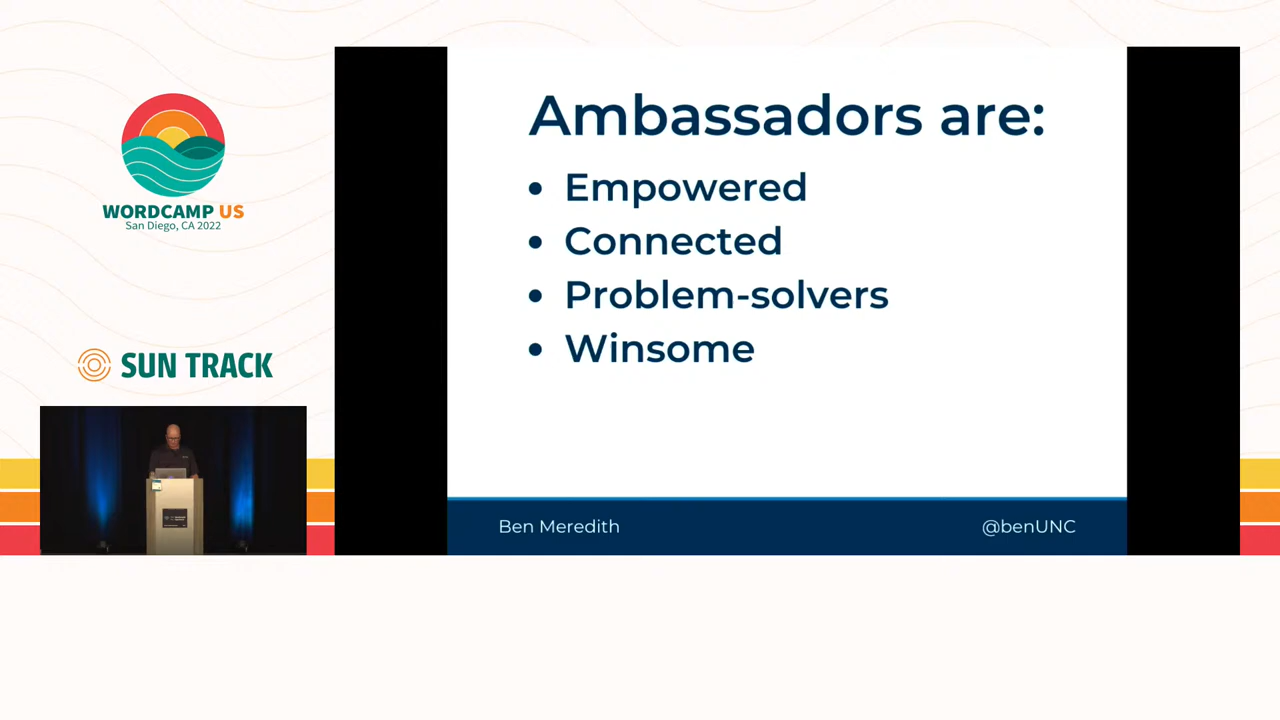 WORDCAMP US
San Diego, CA 2022
SUN TRACK
Ambassadors are:
• Empowered
• Connected
• Problem-solvers
• Winsome
Ben Meredith
@benUNC